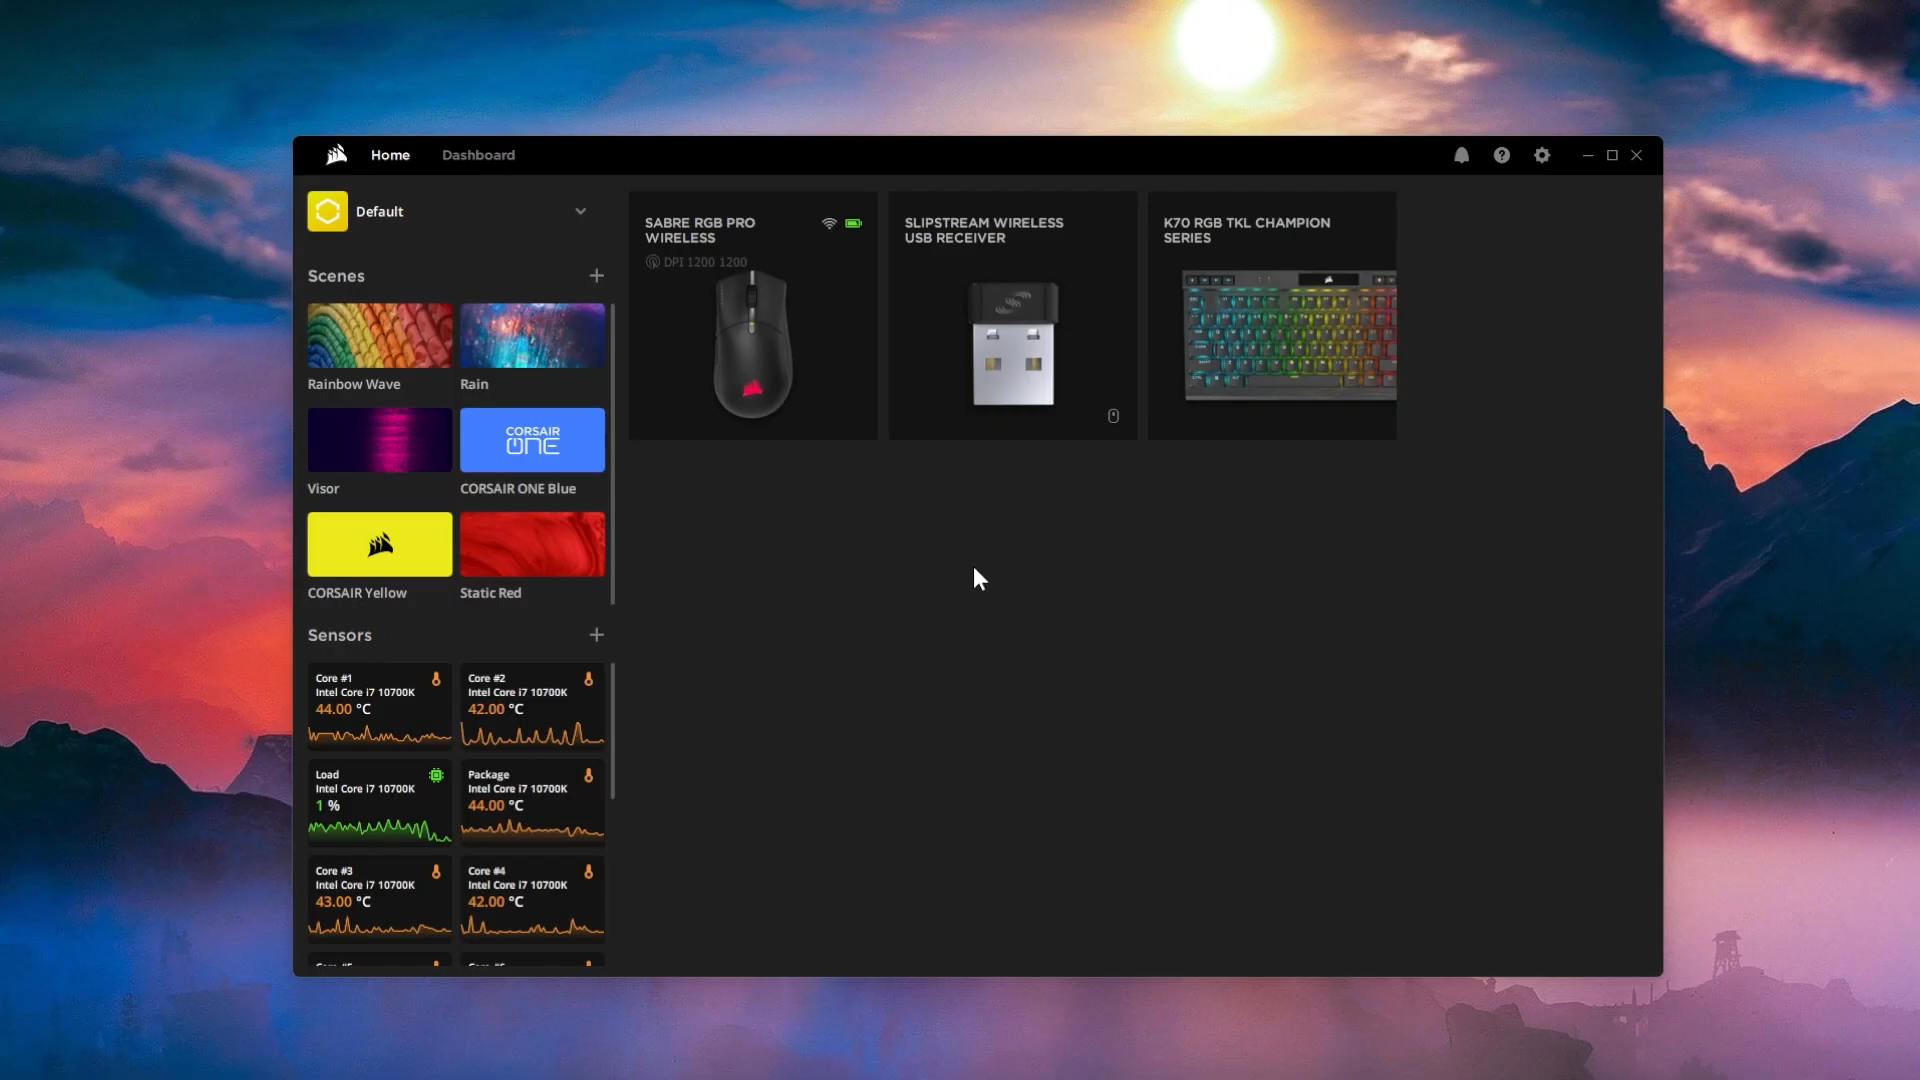 Home
Dashboard
Default
Scenes
Rainbow Wave
Rain
Visor
CORSAIR
ONE
CORSAIR ONE Blue
CORSAIR Yellow
Static Red
Sensors
Core #1
Intel Core i7 10700K
44.00 °C
Core #2
Intel Core i7 10700K
42.00 °C
Load
Intel Core i7 10700K
1 %
Package
Intel Core i7 10700K
44.00 °C
Core #3
Intel Core i7 10700K
43.00 °C
Core #4
Intel Core i7 10700K
42.00 °C
SABRE RGB PRO
WIRELESS
DPI 1200 1200
SLIPSTREAM WIRELESS
USB RECEIVER
K70 RGB TKL CHAMPION
SERIES